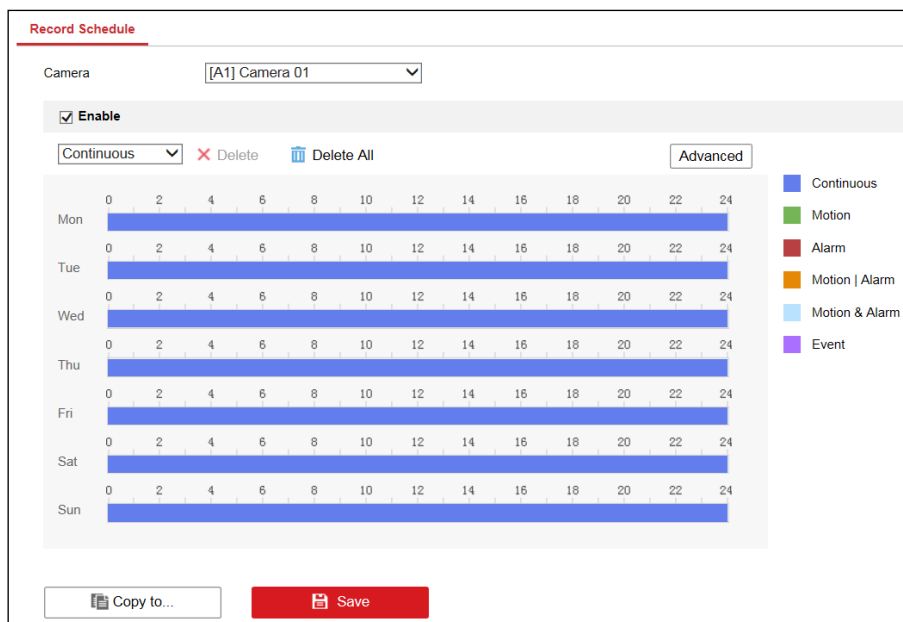 Record Schedule
Camera [A1] Camera 01
Enable
Continuous Delete Delete All Advanced
0 2 4 6 8 10 12 14 16 18 20 22 24
Mon
0 2 4 6 8 10 12 14 16 18 20 22 24
Tue
0 2 4 6 8 10 12 14 16 18 20 22 24
Wed
0 2 4 6 8 10 12 14 16 18 20 22 24
Thu
0 2 4 6 8 10 12 14 16 18 20 22 24
Fri
0 2 4 6 8 10 12 14 16 18 20 22 24
Sat
0 2 4 6 8 10 12 14 16 18 20 22 24
Sun
Continuous
Motion
Alarm
Motion | Alarm
Motion & Alarm
Event
Copy to... Save